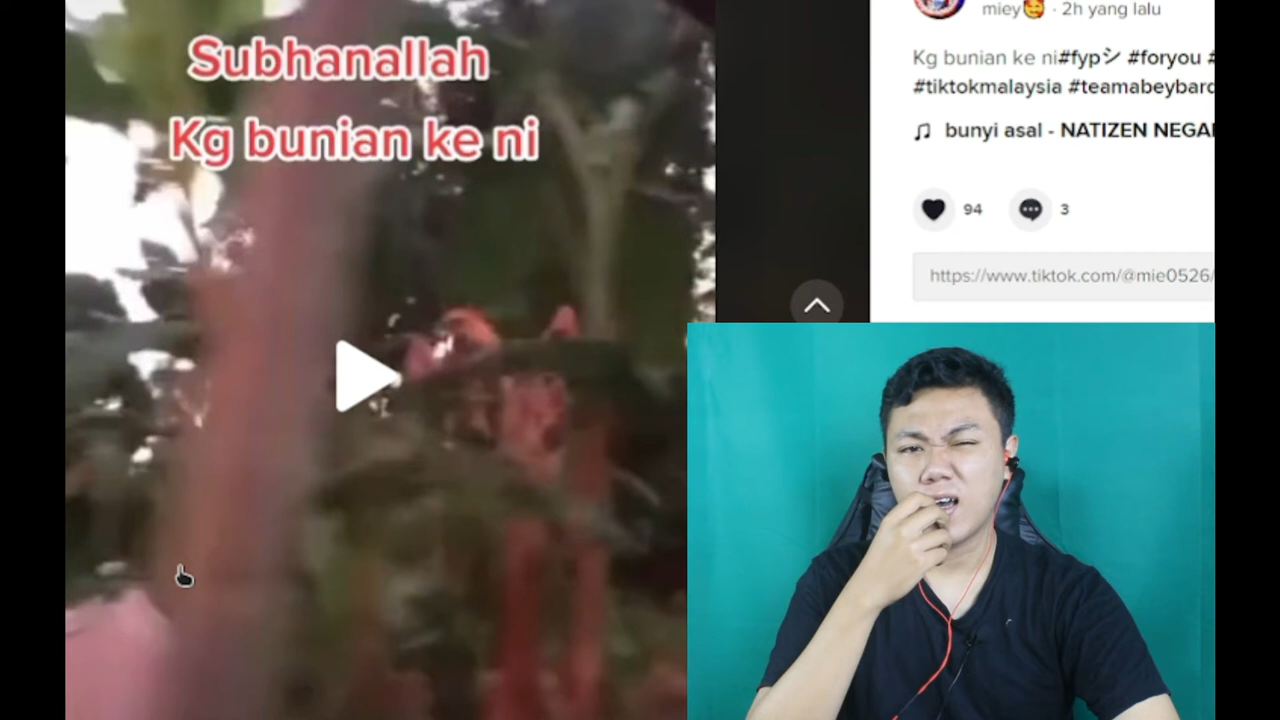 Subhanallah
Kg bunian ke ni
miey🥰 · 2h yang lalu
Kg bunian ke ni#fypシ #foryou #
#tiktokmalaysia #teamabeybard
bunyi asal - NATIZEN NEGA
94
3
https://www.tiktok.com/@mie0526/